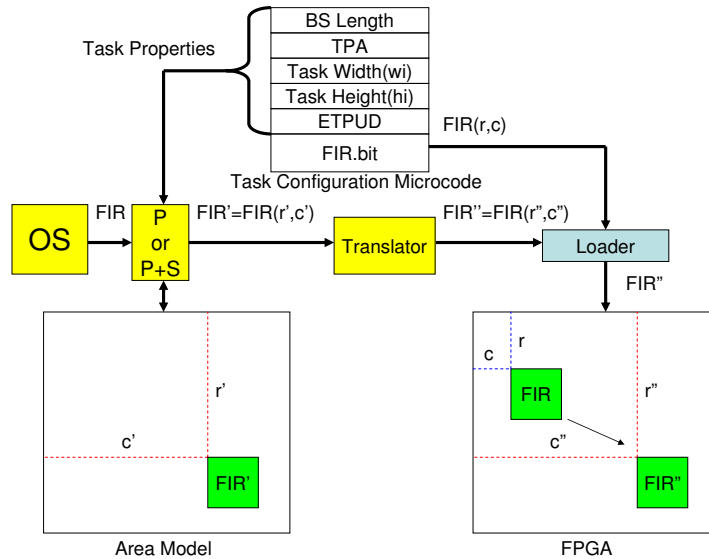 BS Length
Task Properties
TPA
Task Width(wi)
Task Height(hi)
ETPUD
FIR(r,c)
FIR.bit
Task Configuration Microcode
OS
FIR
P
or
P+S
FIR’=FIR(r’,c’)
Translator
FIR’’=FIR(r”,c”)
Loader
FIR”
r
c
r’
c’
FIR’
FIR
r”
c”
FIR”
Area Model
FPGA